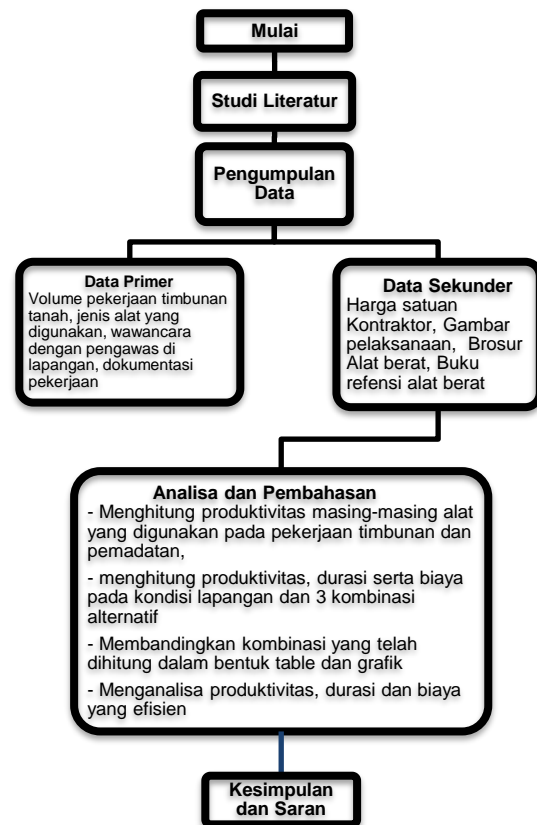 Mulai
Studi Literatur
Pengumpulan
Data
Data Primer
Volume pekerjaan timbunan
tanah, jenis alat yang
digunakan, wawancara
dengan pengawas di
lapangan, dokumentasi
pekerjaan
Data Sekunder
Harga satuan
Kontraktor, Gambar
pelaksanaan, Brosur
Alat berat, Buku
refensi alat berat
Analisa dan Pembahasan
- Menghitung produktivitas masing-masing alat
yang digunakan pada pekerjaan timbunan dan
pemadatan,
- menghitung produktivitas, durasi serta biaya
pada kondisi lapangan dan 3 kombinasi
alternatif
- Membandingkan kombinasi yang telah
dihitung dalam bentuk table dan grafik
- Menganalisa produktivitas, durasi dan biaya
yang efisien
Kesimpulan
dan Saran